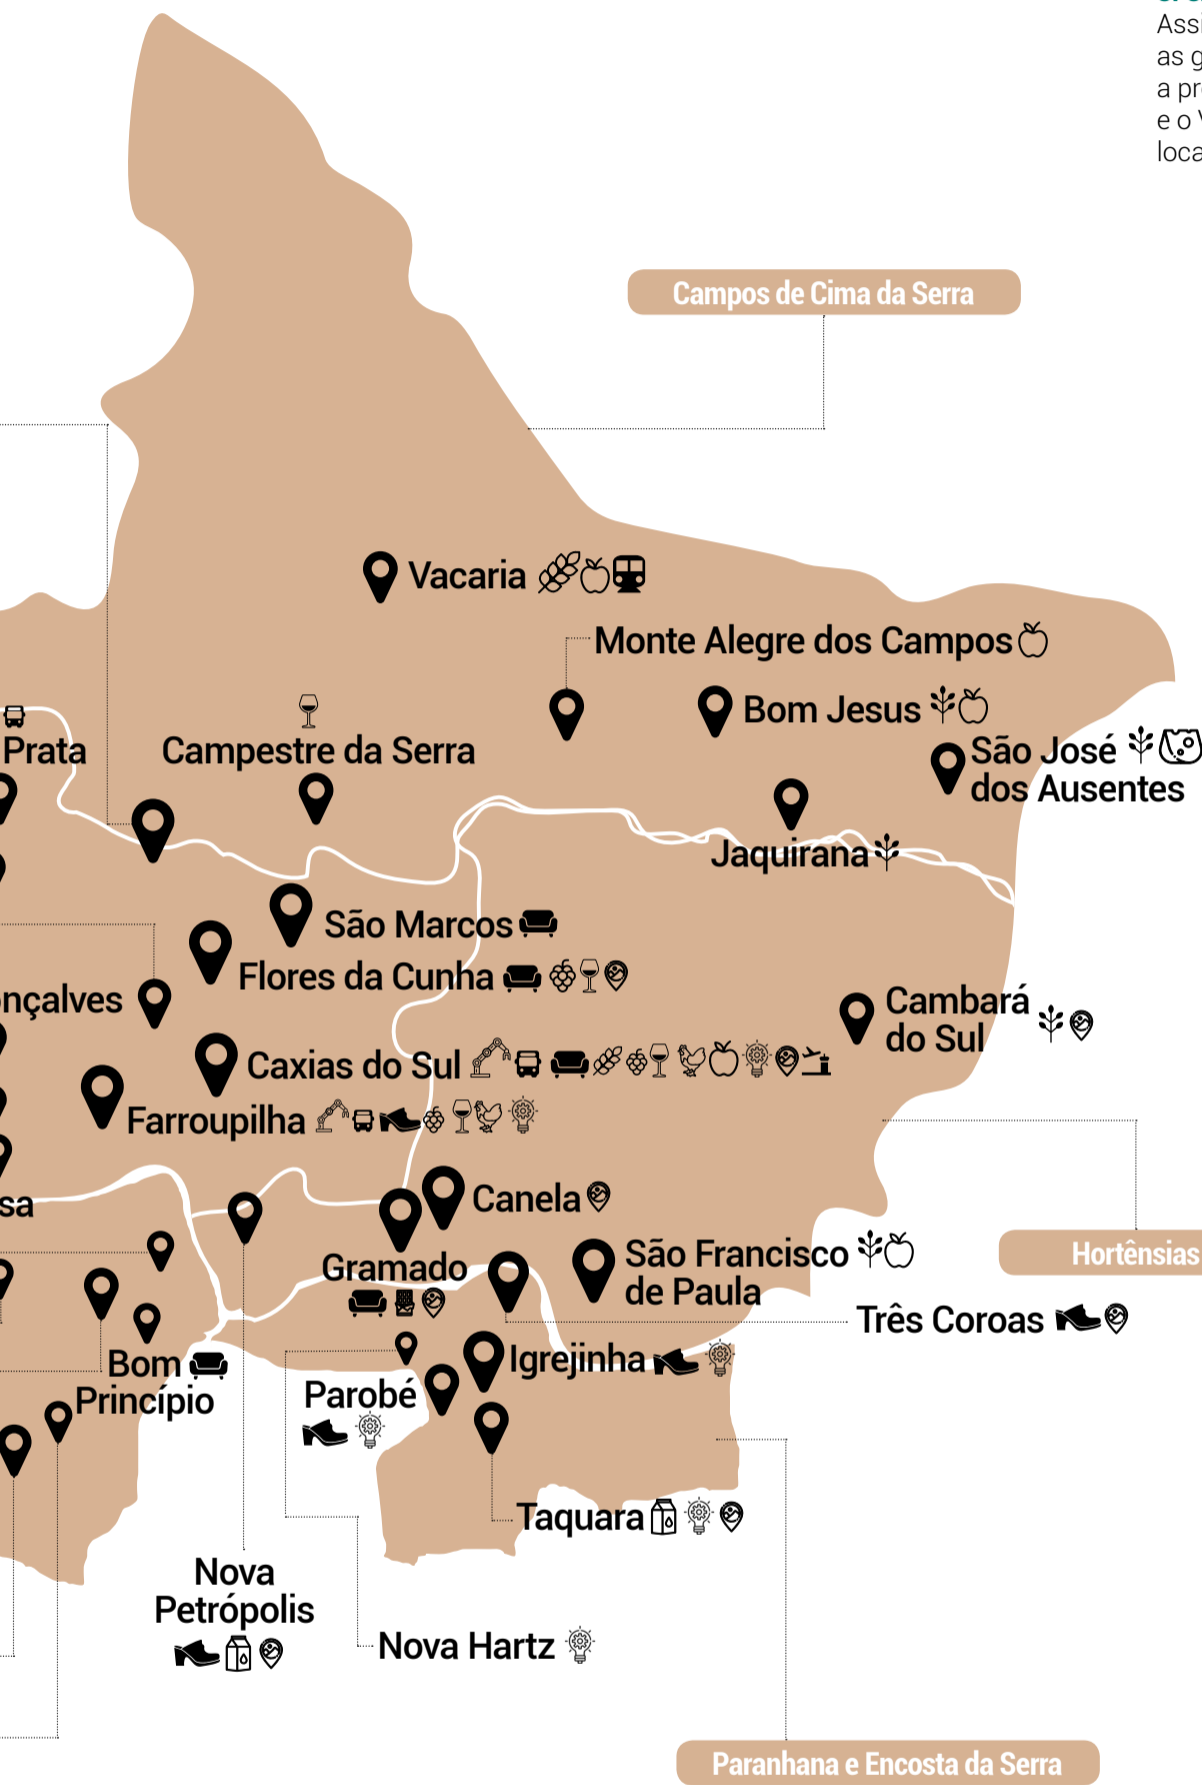 Campos de Cima da Serra
Vacaria
Monte Alegre dos Campos
Bom Jesus
Prata
Campestre da Serra
São José
dos Ausentes
Jaquirana
São Marcos
Flores da Cunha
Cambará
do Sul
Caxias do Sul
Farroupilha
Canela
São Francisco
de Paula
Hortênsias
Gramado
Três Coroas
Igrejinha
Bom
Princípio
Parobé
Taquara
Nova
Petrópolis
Nova Hartz
Paranhana e Encosta da Serra